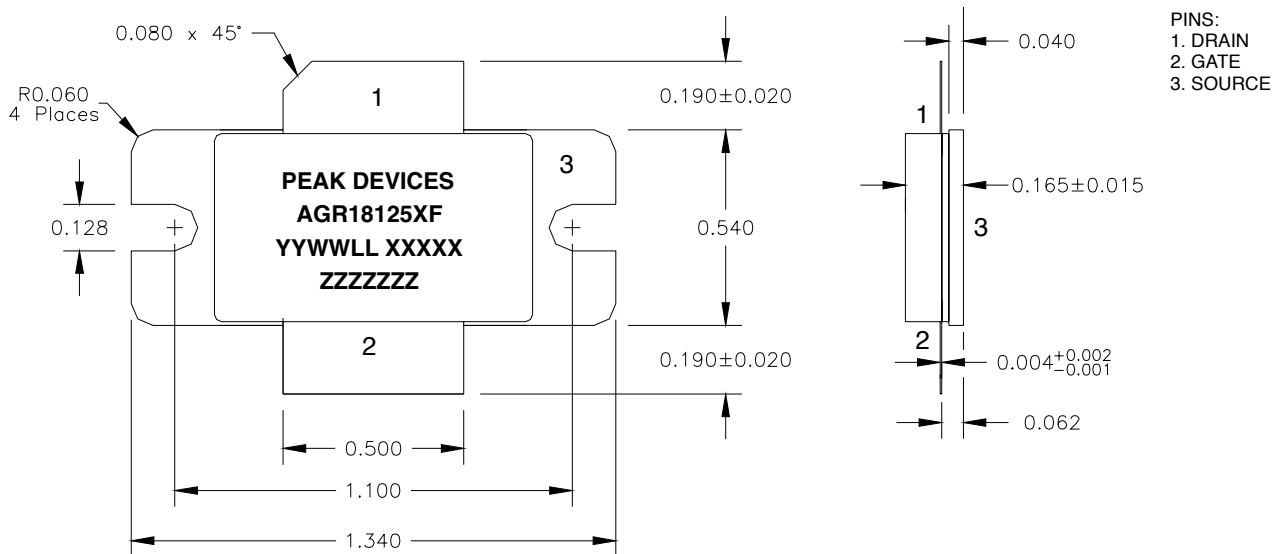 0.080 x 45°
R0.060
4 Places
1
3
PEAK DEVICES
AGR18125XF
YYWWLL XXXXX
ZZZZZZZ
2
0.128
0.190±0.020
0.540
0.190±0.020
0.500
1.100
1.340
0.040
1
0.165±0.015
3
2
0.004+0.002
-0.001
0.062
PINS:
1. DRAIN
2. GATE
3. SOURCE